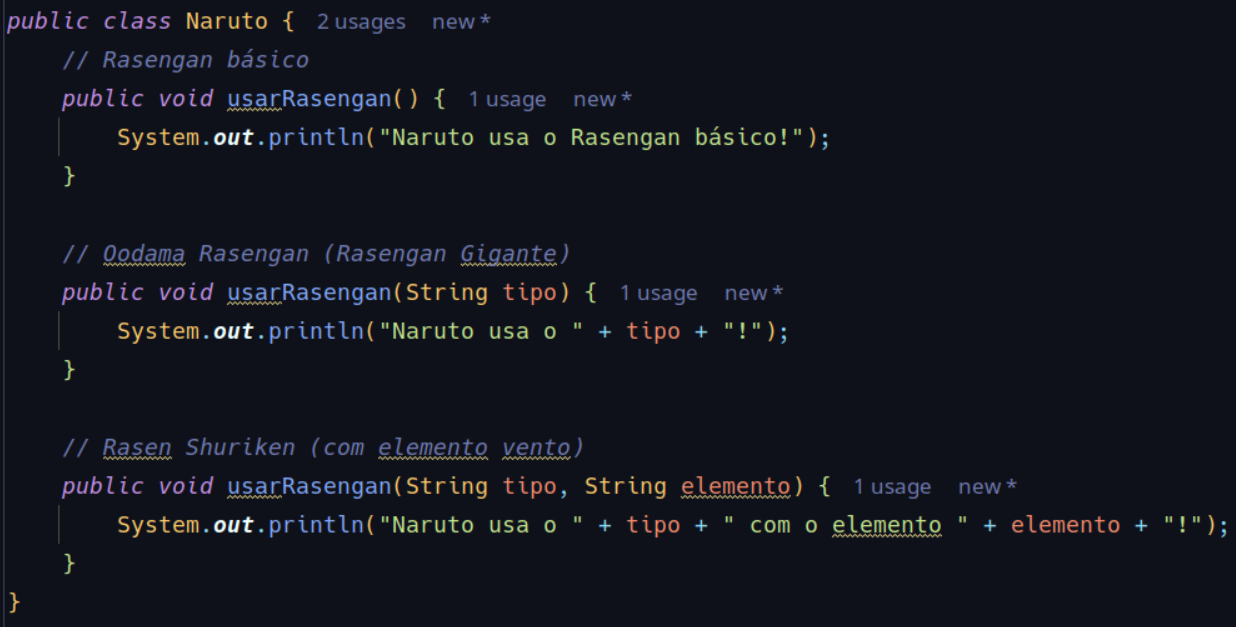 public class Naruto { 2 usages new *
// Rasengan básico
public void usarRasengan() { 1 usage new *
System.out.println("Naruto usa o Rasengan básico!");
}
// Oodama Rasengan (Rasengan Gigante)
public void usarRasengan(String tipo) { 1 usage new *
System.out.println("Naruto usa o " + tipo + "!");
}
// Rasen Shuriken (com elemento vento)
public void usarRasengan(String tipo, String elemento) { 1 usage new *
System.out.println("Naruto usa o " + tipo + " com o elemento " + elemento + "!");
}
}